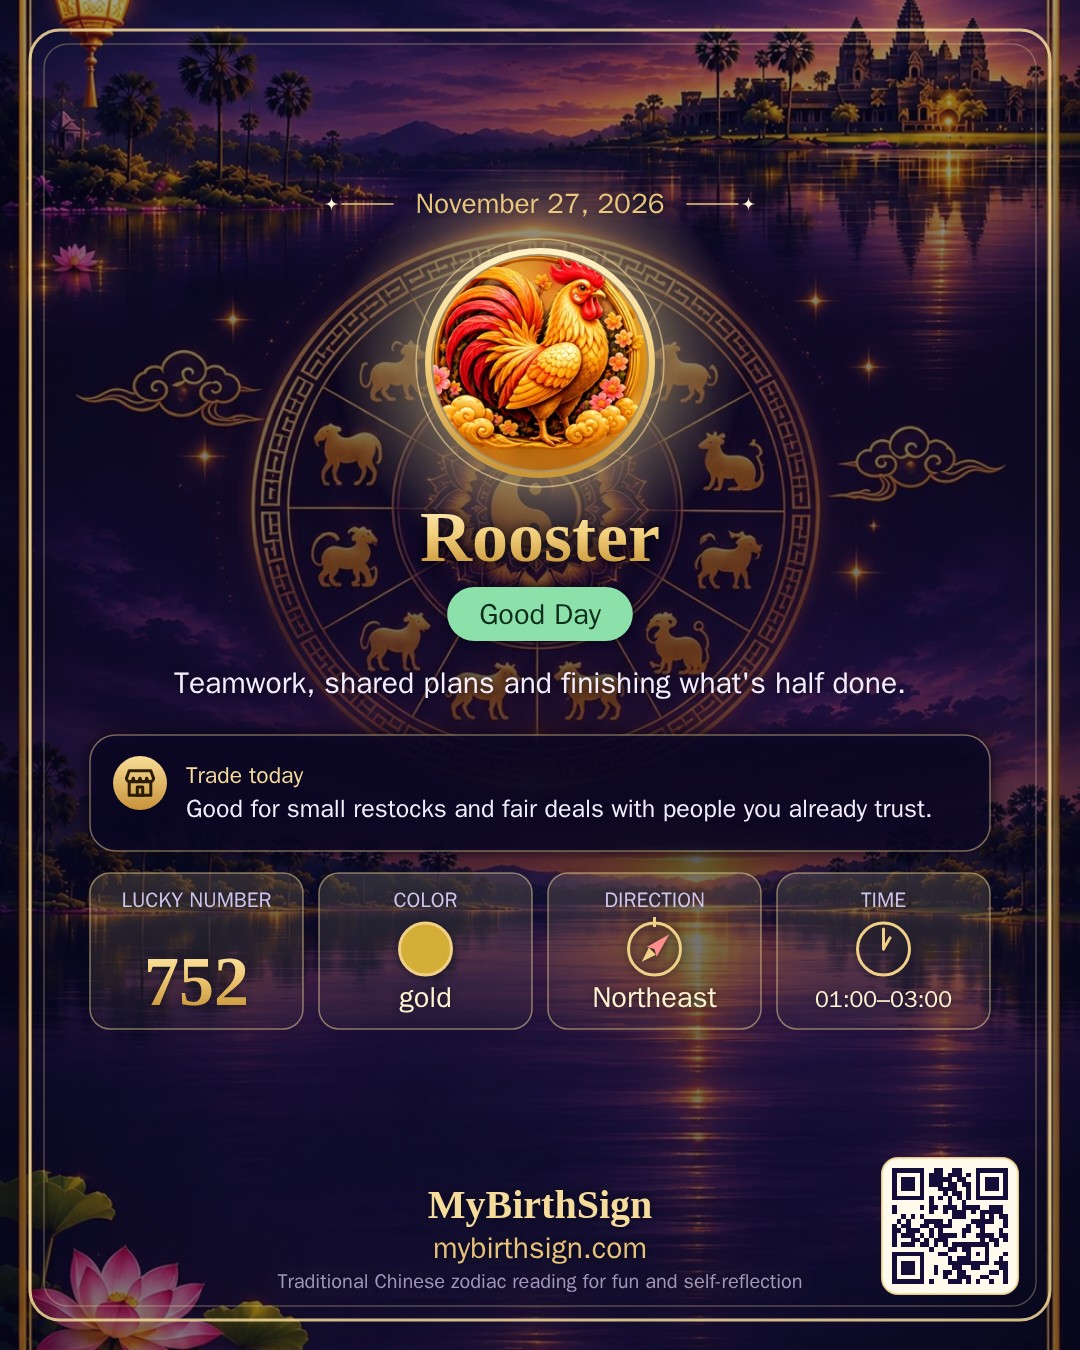 November 27, 2026
Rooster
Good Day
Teamwork, shared plans and finishing what's half done.
Trade today
Good for small restocks and fair deals with people you already trust.
LUCKY NUMBER
752
COLOR
gold
DIRECTION
Northeast
TIME
01:00–03:00
MyBirthSign
mybirthsign.com
Traditional Chinese zodiac reading for fun and self-reflection